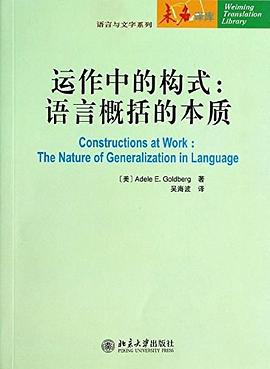 语言与文字系列
未名译库
Weiming
Translation
Library
运作中的构式：
语言概括的本质
Constructions at Work :
The Nature of Generalization in Language
〔美〕Adele E. Goldberg 著
吴海波 译
北京大学出版社